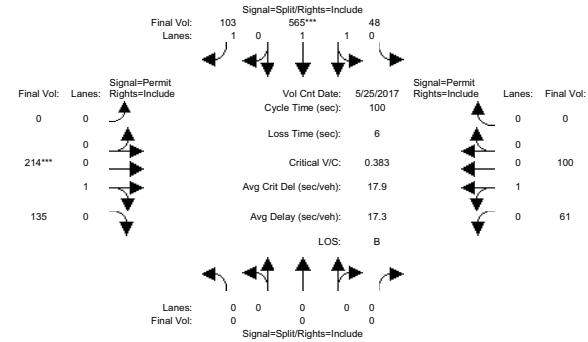 Signal=Split/Rights=Include
Final Vol: 103 565*** 48
Lanes: 1 0 1 1 0
Signal=Permit Signal=Permit
Final Vol: Lanes: Rights=Include Vol Cnt Date: 5/25/2017 Rights=Include Lanes: Final Vol:
Cycle Time (sec): 100
0 0 0 0
Loss Time (sec): 6
0 0
214*** 0 Critical V/C: 0.383 0 100
1 Avg Crit Del (sec/veh): 17.9 1
135 0 Avg Delay (sec/veh): 17.3 0 61
LOS: B
Lanes: 0 0 0 0 0
Final Vol: 0 0 0
Signal=Split/Rights=Include